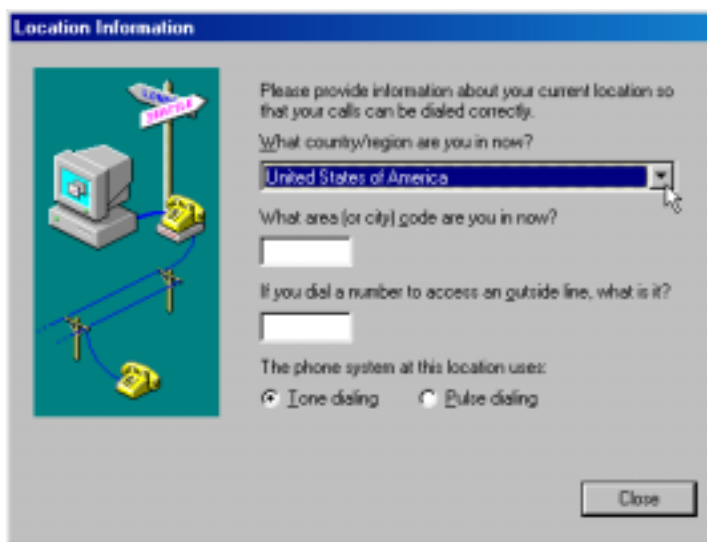 Location Information
LONDON
SEATTLE
Please provide information about your current location so
that your calls can be dialed correctly.
What country/region are you in now?
United States of America
What area (or city) code are you in now?
If you dial a number to access an outside line, what is it?
The phone system at this location uses:
Tone dialing Pulse dialing
Close